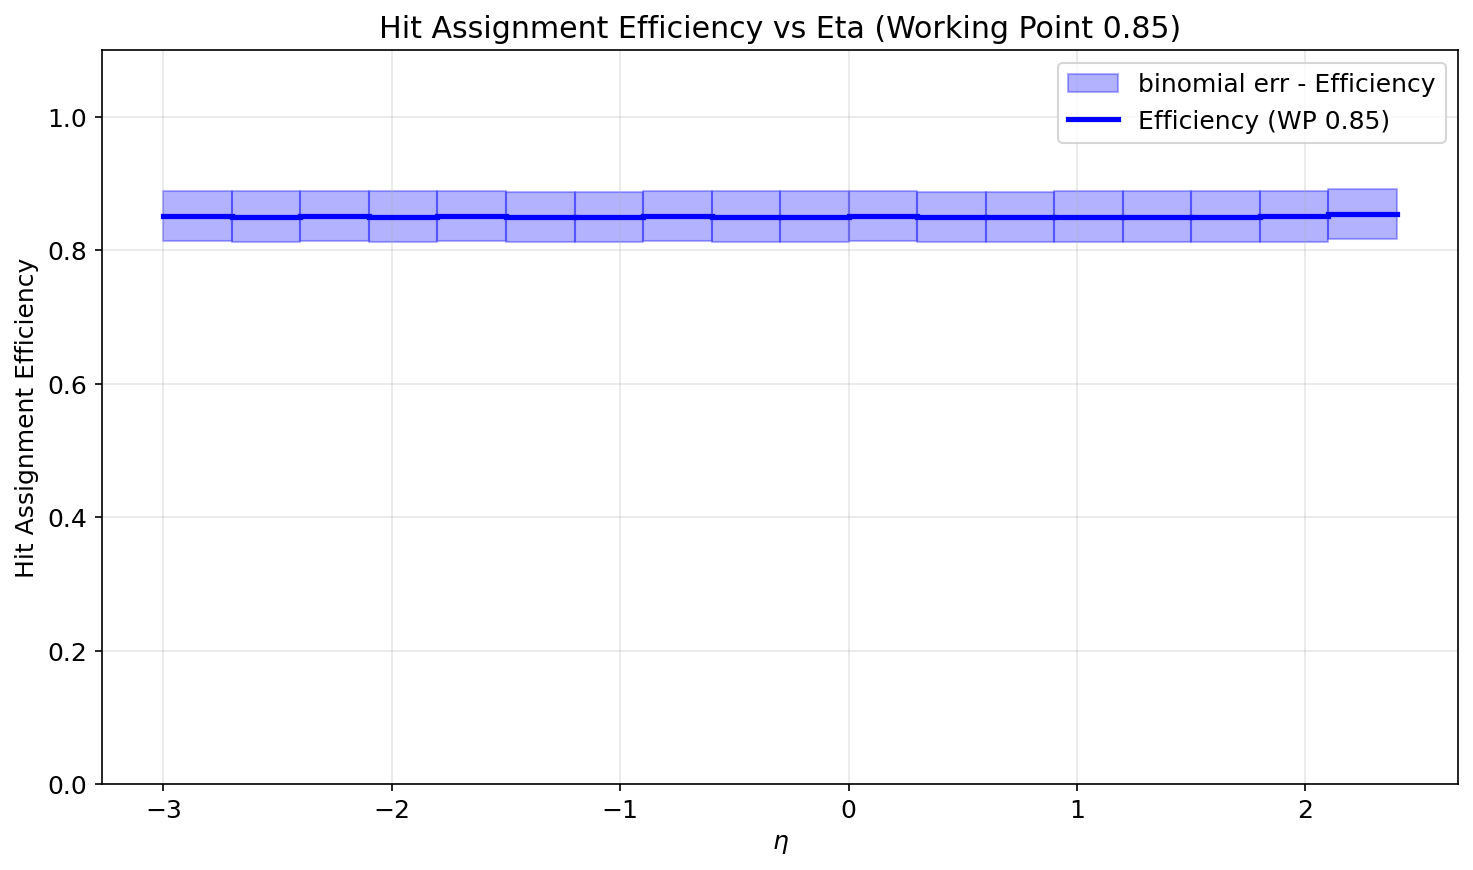 Hit Assignment Efficiency vs Eta (Working Point 0.85)
binomial err - Efficiency
Efficiency (WP 0.85)
Hit Assignment Efficiency
1.0
0.8
0.6
0.4
0.2
0.0
−3
−2
−1
0
1
2
η